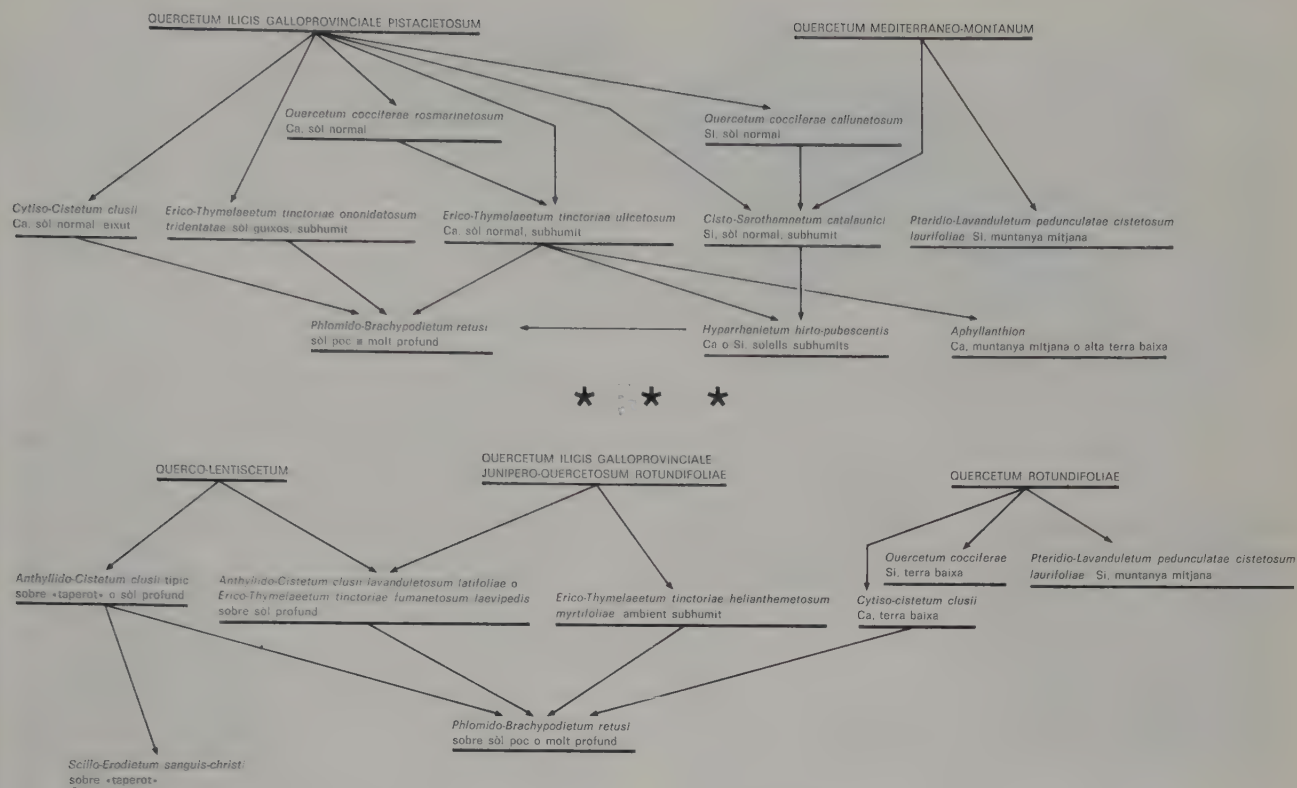 QUERCETUM ILICIS GALLOPROVINCIALE PISTACIETOSUM
QUERCETUM MEDITERRANEO-MONTANUM
Quercetum cocciferae rosmarinetosum
Ca, sòl normal
Quercetum cocciferae callunetosum
Si, sòl normal
Cytiso-Cistetum clusii
Ca, sòl normal eixut
Erico-Thymelaeetum tinctoriae ononidetosum
tridentatae sòl guixos, subhumit
Erico-Thymelaeetum tinctoriae ulicetosum
Ca, sòl normal, subhumit
Cisto-Sarothamnetum catalaunici
Si, sòl normal, subhumit
Pteridio-Lavanduletum pedunculatae cistetosum
laurifoliae Si, muntanya mitjana
Phlomido-Brachypodietum retusi
sòl poc a molt profund
Hyparrhenietum hirto-pubescentis
Ca o Si, solells subhumits
Aphyllanthion
Ca, muntanya mitjana o alta terra baixa
★ ★ ★
QUERCO-LENTISCETUM
QUERCETUM ILICIS GALLOPROVINCIALE
JUNIPERO-QUERCETOSUM ROTUNDIFOLIAE
QUERCETUM ROTUNDIFOLIAE
Quercetum cocciferae
Si, terra baixa
Pteridio-Lavanduletum pedunculatae cistetosum
laurifoliae Si, muntanya mitjana
Anthyllido-Cistetum clusii típic
sobre «taperot» o sòl profund
Anthyllido-Cistetum clusii lavanduletosum latifoliae o
Erico-Thymelaeetum tinctoriae fumanetosum laevipedis
sobre sòl profund
Erico-Thymelaeetum tinctoriae helianthemetosum
myrtifoliae ambient subhumit
Cytiso-cistetum clusii
Ca, terra baixa
Phlomido-Brachypodietum retusi
sobre sòl poc o molt profund
Scillo-Erodietum sanguis-christi
sobre «taperot»